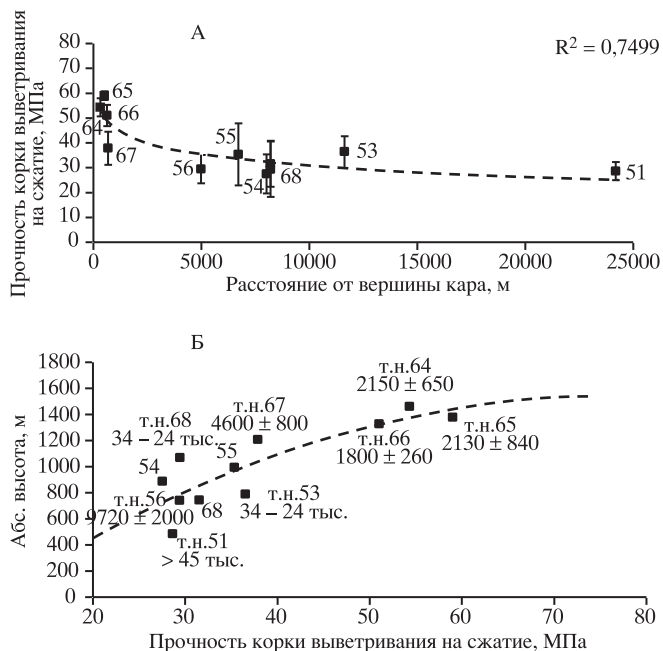 А
R² = 0,7499
Прочность корки выветривания
на сжатие, МПа
80
70
60
50
40
30
20
10
0
65
66
64
67
56
55
54
68
53
51
0
5000
10000
15000
20000
25000
Расстояние от вершины кара, м
Б
Абс. высота, м
1800
1600
1400
1200
1000
800
600
400
200
0
т.н.64
2150 ± 650
т.н.67
4600 ± 800
т.н.68
34 – 24 тыс.
т.н.66
1800 ± 260
т.н.65
2130 ± 840
54
55
т.н.56
9720 ± 2000
68
т.н.53
34 – 24 тыс.
т.н.51
> 45 тыс.
20
30
40
50
60
70
80
Прочность корки выветривания на сжатие, МПа